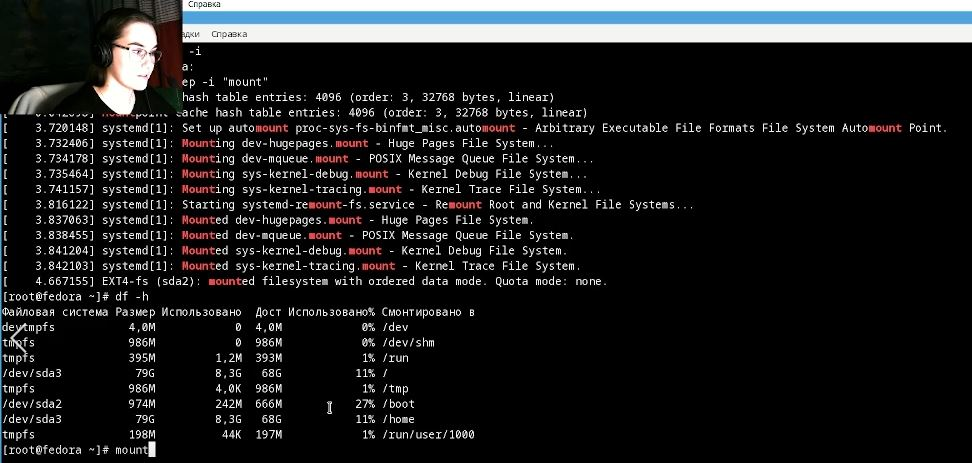 Справка
адки Справка
-i
а:
ep -i "mount"
hash table entries: 4096 (order: 3, 32768 bytes, linear)
cache hash table entries: 4096 (order: 3, 32768 bytes, linear)
[ 3.720148] systemd[1]: Set up automount proc-sys-fs-binfmt_misc.automount - Arbitrary Executable File Formats File System Automount Point.
[ 3.732406] systemd[1]: Mounting dev-hugepages.mount - Huge Pages File System...
[ 3.734178] systemd[1]: Mounting dev-mqueue.mount - POSIX Message Queue File System...
[ 3.735464] systemd[1]: Mounting sys-kernel-debug.mount - Kernel Debug File System...
[ 3.741157] systemd[1]: Mounting sys-kernel-tracing.mount - Kernel Trace File System...
[ 3.816122] systemd[1]: Starting systemd-remount-fs.service - Remount Root and Kernel File Systems...
[ 3.837063] systemd[1]: Mounted dev-hugepages.mount - Huge Pages File System.
[ 3.838455] systemd[1]: Mounted dev-mqueue.mount - POSIX Message Queue File System.
[ 3.841204] systemd[1]: Mounted sys-kernel-debug.mount - Kernel Debug File System.
[ 3.842103] systemd[1]: Mounted sys-kernel-tracing.mount - Kernel Trace File System.
[ 4.667155] EXT4-fs (sda2): mounted filesystem with ordered data mode. Quota mode: none.
[root@fedora ~]# df -h
Файловая система Размер Использовано Дост Использовано% Смонтировано в
devtmpfs 4,0M 0 4,0M 0% /dev
tmpfs 986M 0 986M 0% /dev/shm
tmpfs 395M 1,2M 393M 1% /run
/dev/sda3 79G 8,3G 68G 11% /
tmpfs 986M 4,0K 986M 1% /tmp
/dev/sda2 974M 242M 666M 27% /boot
/dev/sda3 79G 8,3G 68G 11% /home
tmpfs 198M 44K 197M 1% /run/user/1000
[root@fedora ~]# mount